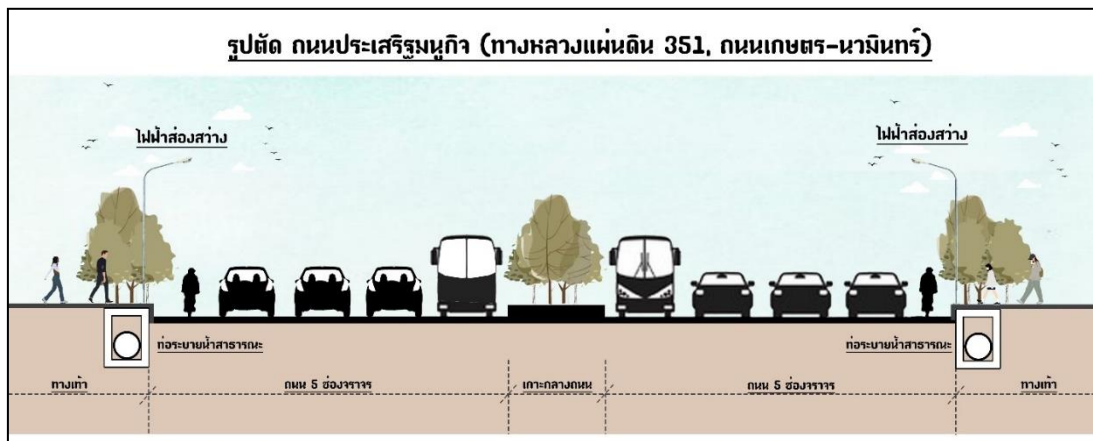 รูปตัด ถนนประเสริฐมนูกิจ (ทางหลวงแผ่นดิน 351, ถนนเกษตร-นามินทร์)
ไฟฟ้าส่องสว่าง
ไฟฟ้าส่องสว่าง
ท่อระบายน้ำสาธารณะ
ท่อระบายน้ำสาธารณะ
ทางเท้า
ถนน 5 ช่องจราจร
เกาะกลางถนน
ถนน 5 ช่องจราจร
ทางเท้า